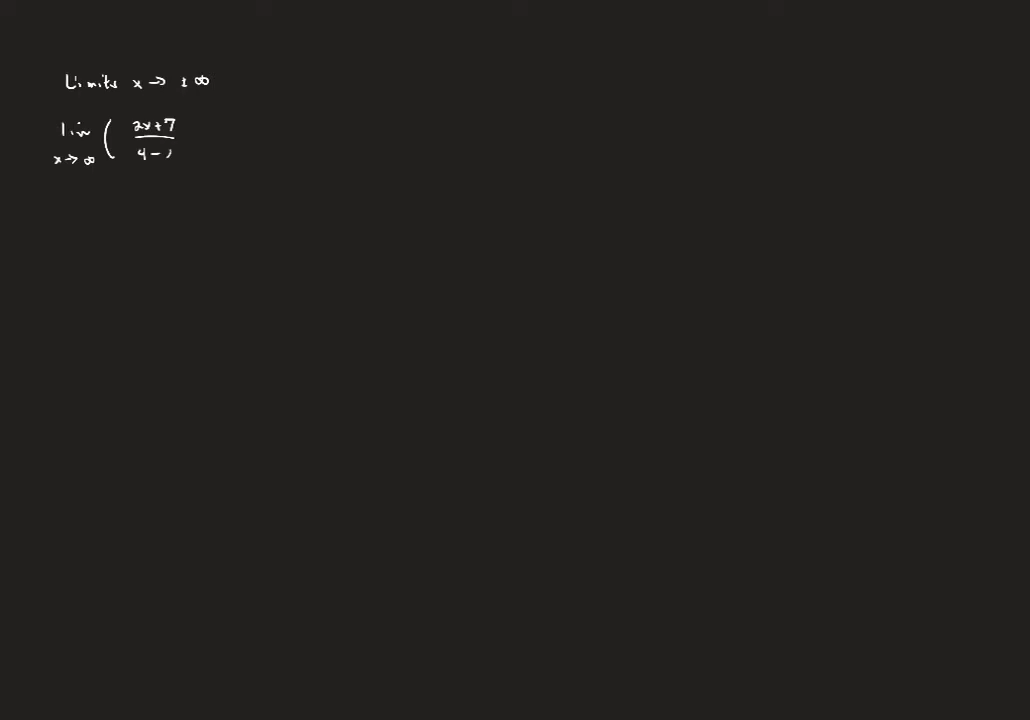 Limits x → ±∞
lim x→∞ ( (2x+7)/(4-